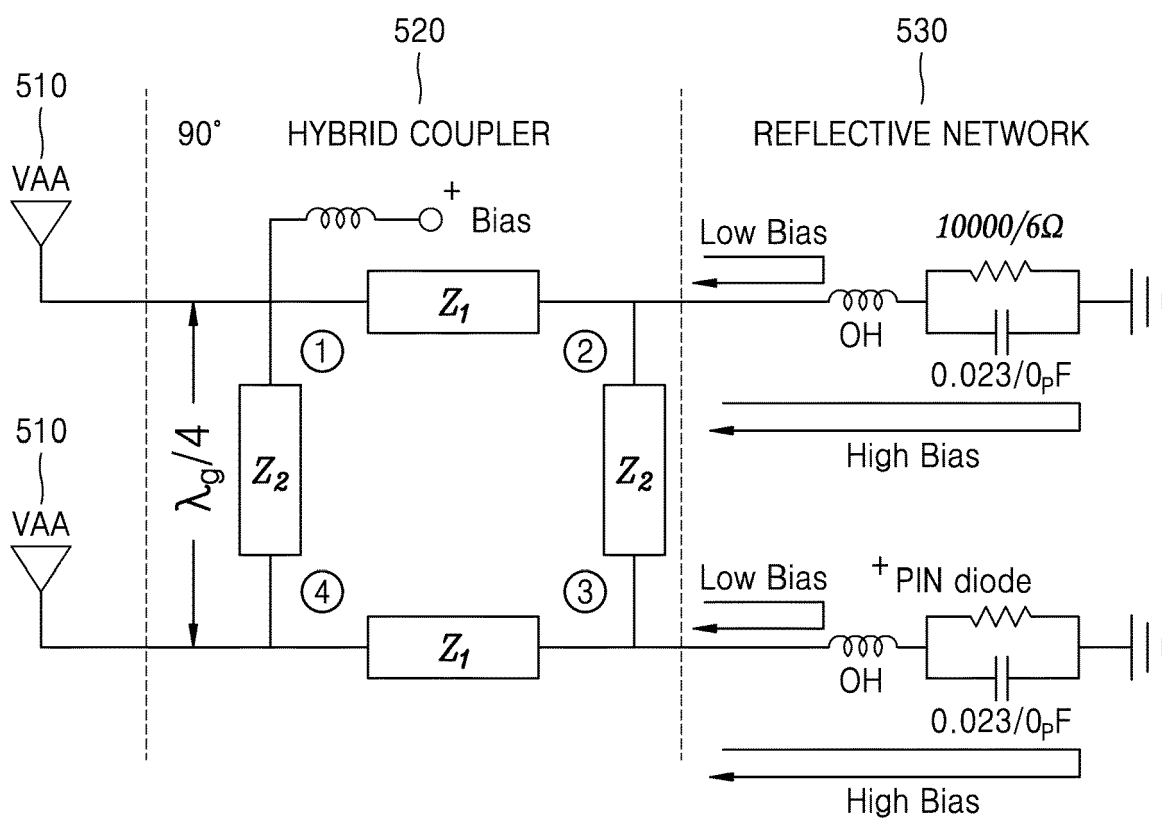 520
530
510
90° HYBRID COUPLER
REFLECTIVE NETWORK
VAA
+
Bias
Low Bias
10000/6Ω
Z1
OH
1
2
0.023/0PF
High Bias
510
λg/4
Z2
Z2
VAA
Low Bias
+ PIN diode
4
3
Z1
OH
0.023/0PF
High Bias